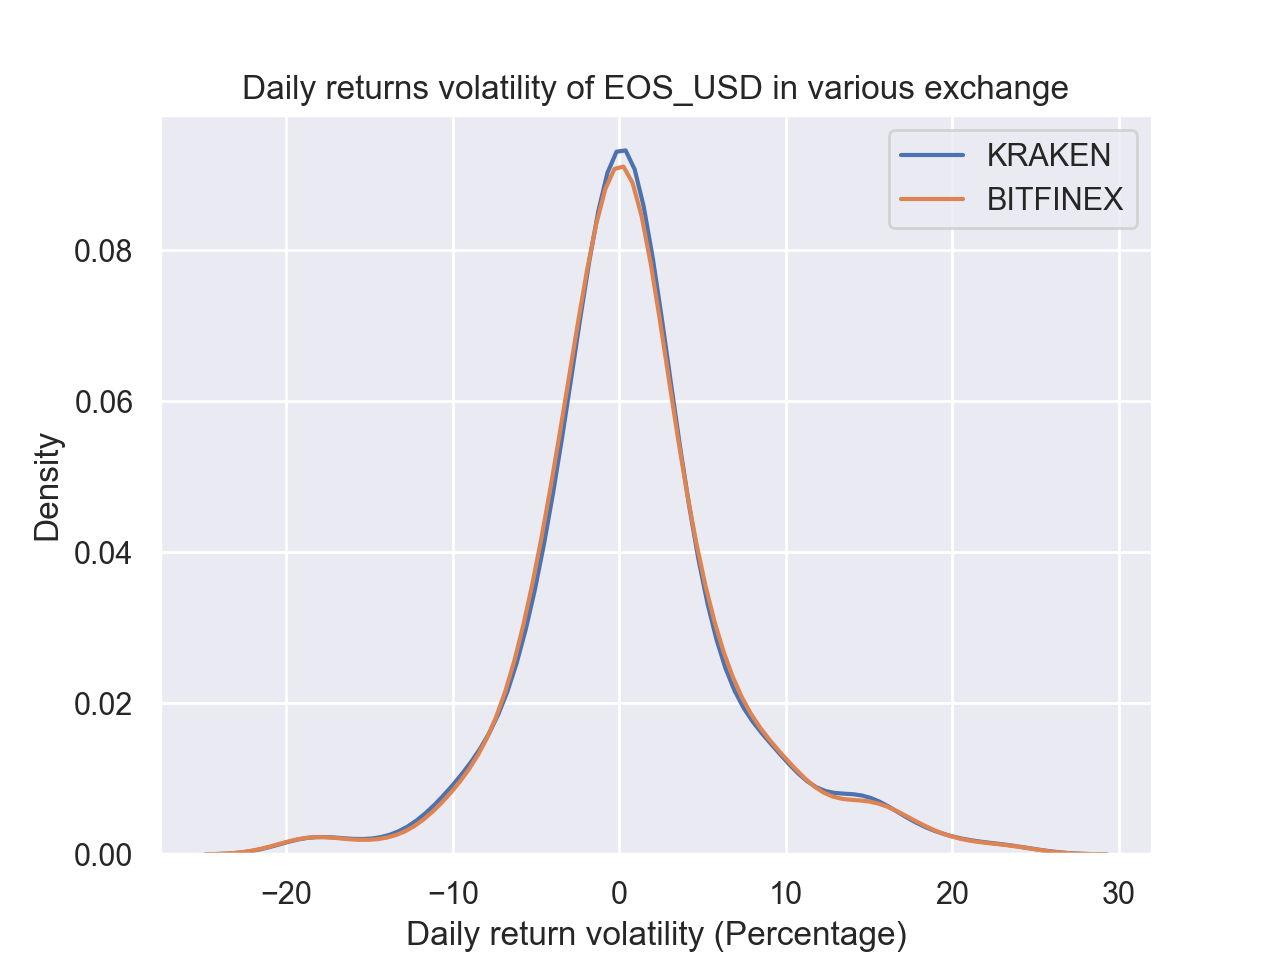 Daily returns volatility of EOS_USD in various exchange
KRAKEN
BITFINEX
0.08
0.06
0.04
0.02
0.00
Density
−20 −10 0 10 20 30
Daily return volatility (Percentage)